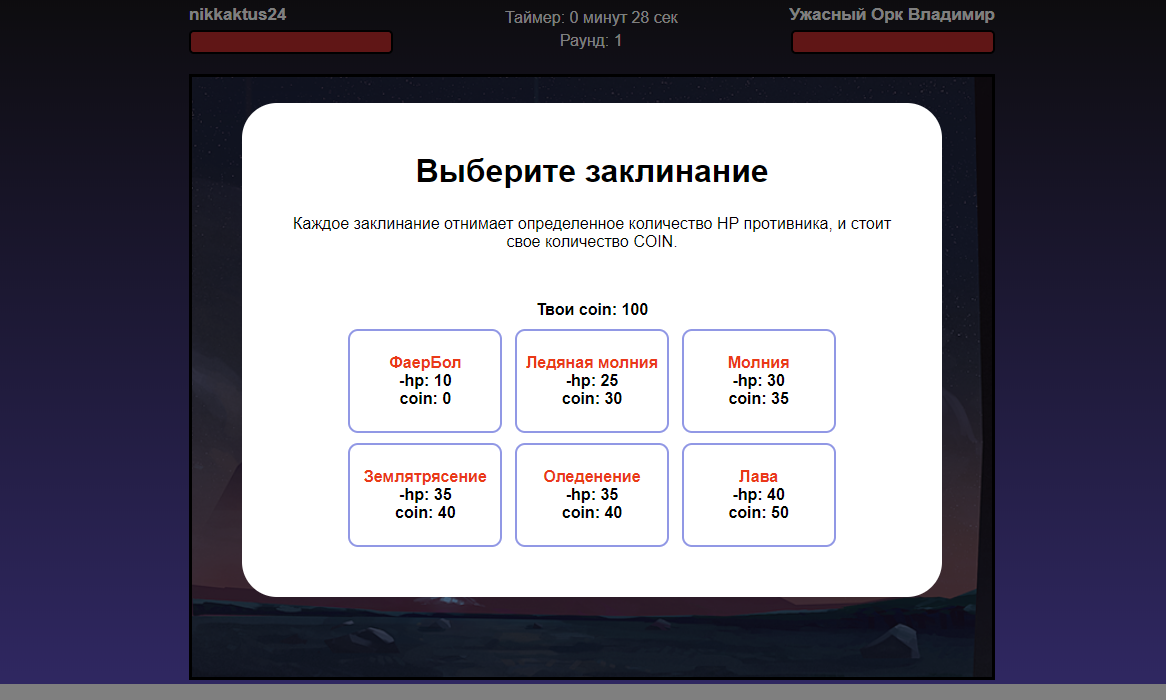 nikkaktus24
Таймер: 0 минут 28 сек
Ужасный Орк Владимир
Раунд: 1
Выберите заклинание
Каждое заклинание отнимает определенное количество HP противника, и стоит
свое количество COIN.
Твои coin: 100
ФаерБол
-hp: 10
coin: 0
Ледяная молния
-hp: 25
coin: 30
Молния
-hp: 30
coin: 35
Землятрясение
-hp: 35
coin: 40
Оледенение
-hp: 35
coin: 40
Лава
-hp: 40
coin: 50